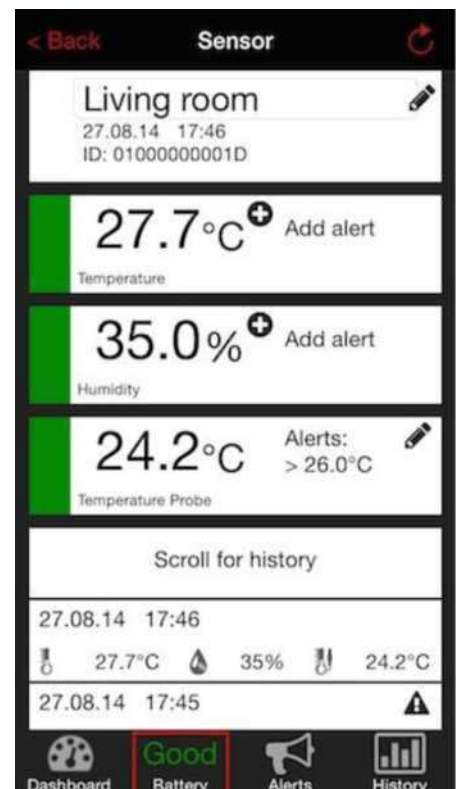 < Back Sensor
Living room
27.08.14 17:46
ID: 01000000001D
27.7°C Add alert
Temperature
35.0% Add alert
Humidity
24.2°C Alerts:
> 26.0°C
Temperature Probe
Scroll for history
27.08.14 17:46
27.7°C 35% 24.2°C
27.08.14 17:45
Good
Dashboard Battery Alerts History